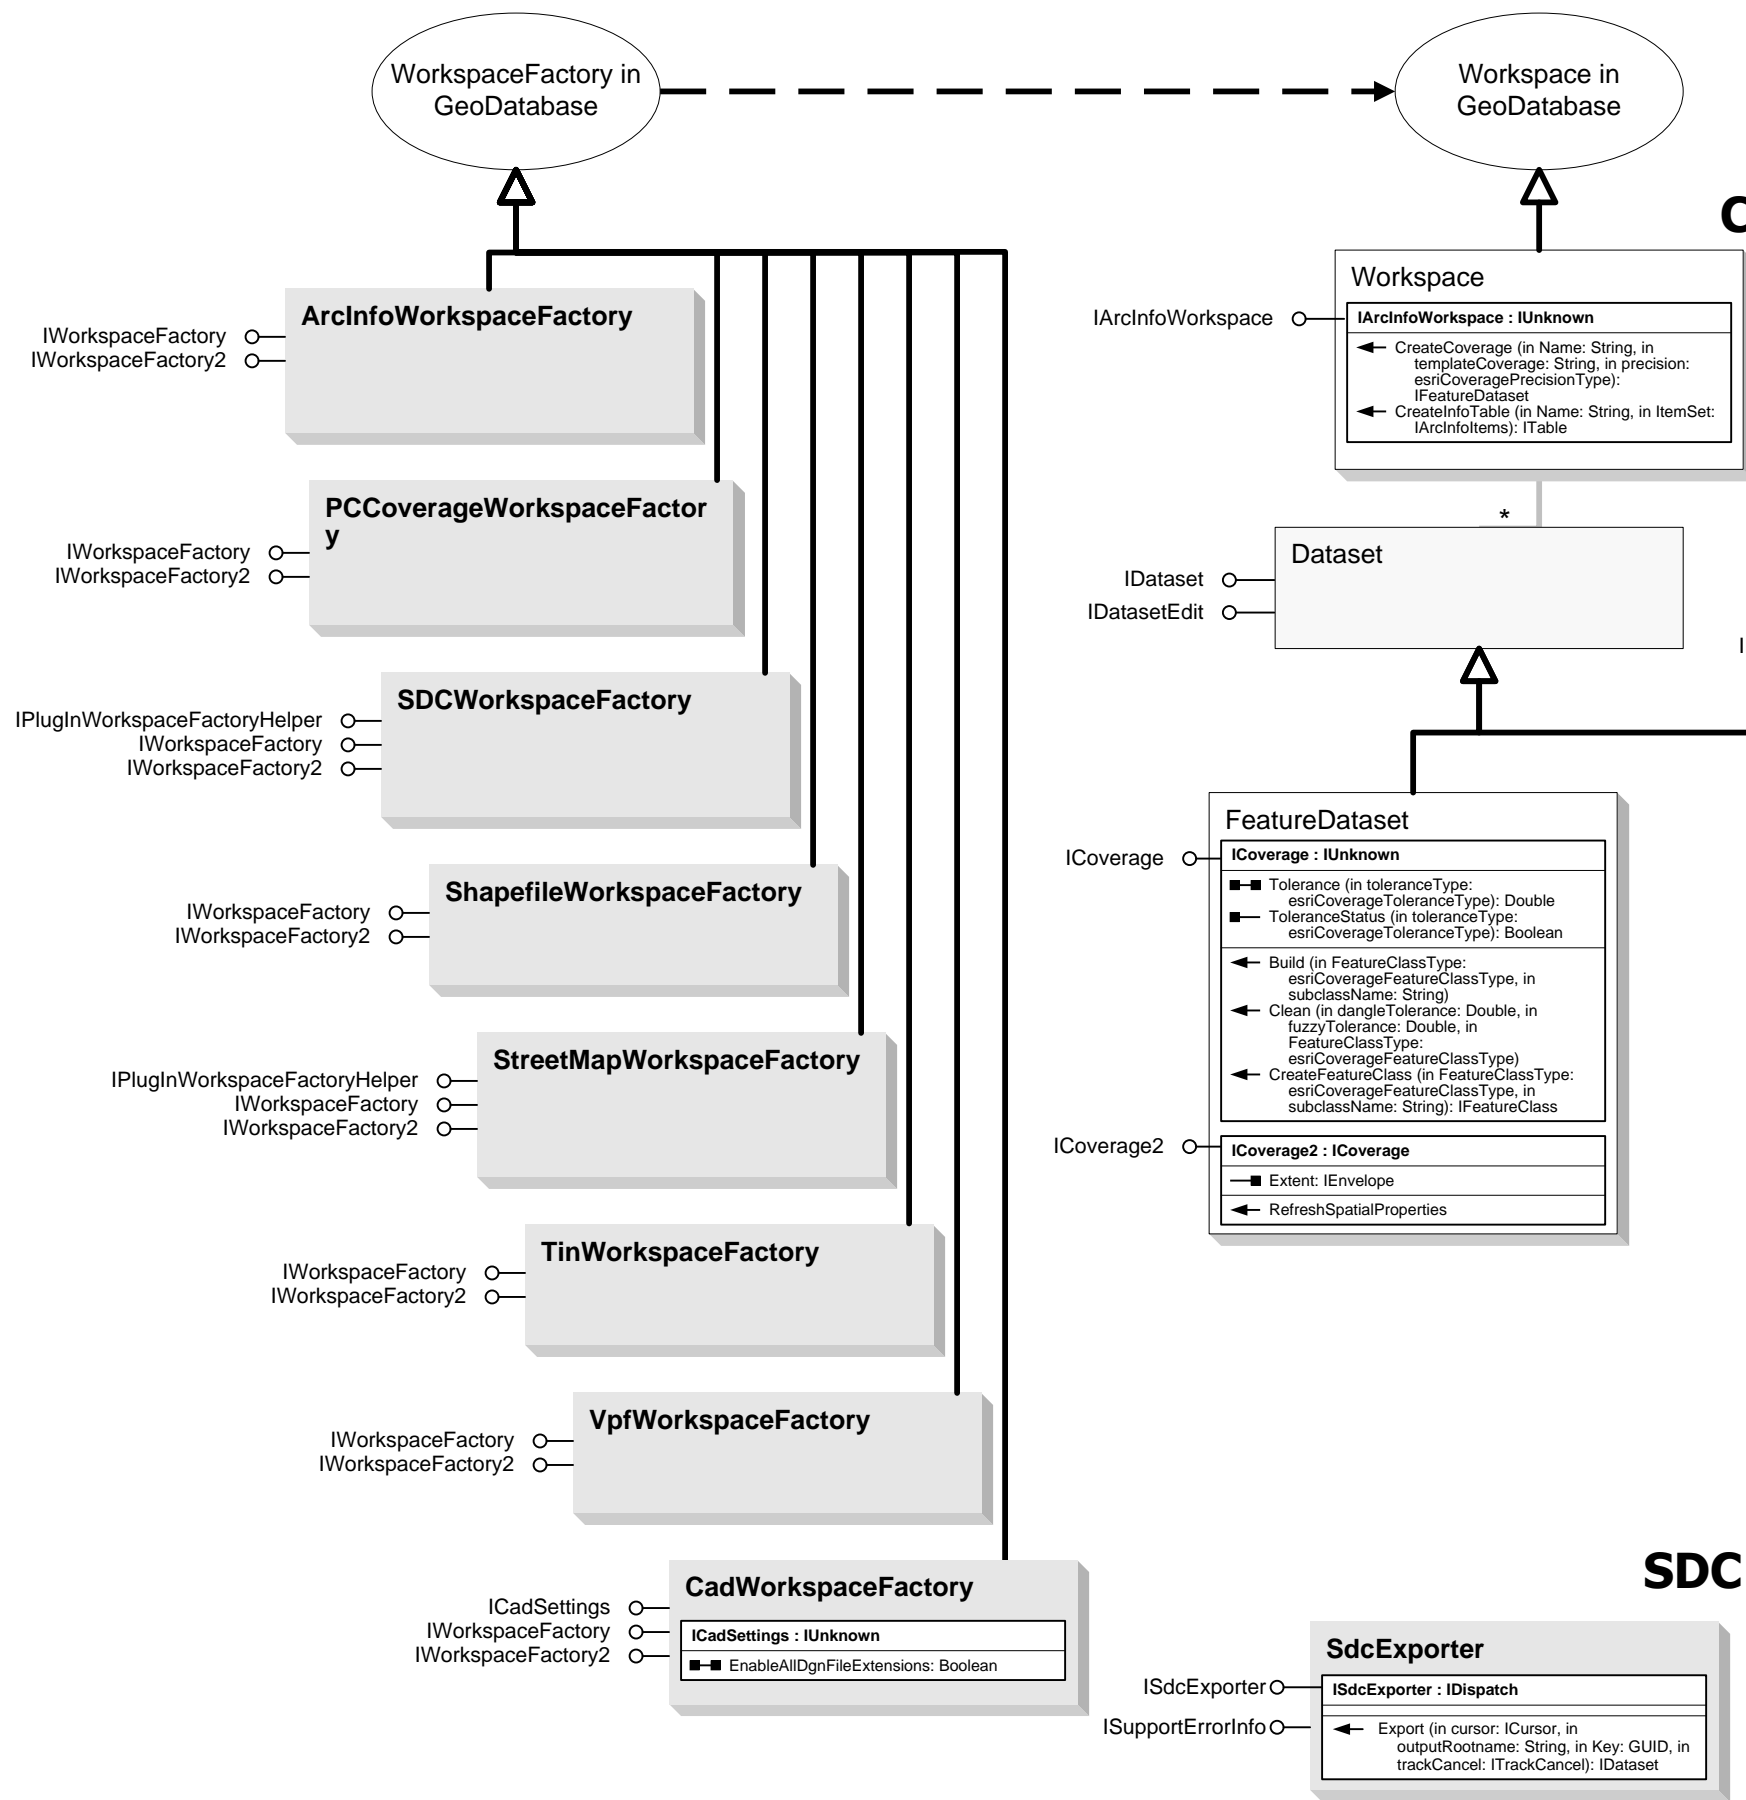 WorkspaceFactory in
GeoDatabase
Workspace in
GeoDatabase
C
ArcInfoWorkspaceFactory
IWorkspaceFactory
IWorkspaceFactory2
PCCoverageWorkspaceFactor
y
IWorkspaceFactory
IWorkspaceFactory2
SDCWorkspaceFactory
IPlugInWorkspaceFactoryHelper
IWorkspaceFactory
IWorkspaceFactory2
ShapefileWorkspaceFactory
IWorkspaceFactory
IWorkspaceFactory2
StreetMapWorkspaceFactory
IPlugInWorkspaceFactoryHelper
IWorkspaceFactory
IWorkspaceFactory2
TinWorkspaceFactory
IWorkspaceFactory
IWorkspaceFactory2
VpfWorkspaceFactory
IWorkspaceFactory
IWorkspaceFactory2
CadWorkspaceFactory
ICadSettings
IWorkspaceFactory
IWorkspaceFactory2
ICadSettings : IUnknown
EnableAllDgnFileExtensions: Boolean
Workspace
IArcInfoWorkspace
IArcInfoWorkspace : IUnknown
CreateCoverage (in Name: String, in
templateCoverage: String, in precision:
esriCoveragePrecisionType):
IFeatureDataset
CreateInfoTable (in Name: String, in ItemSet:
IArcInfoItems): ITable
*
Dataset
IDataset
IDatasetEdit
I
FeatureDataset
ICoverage
ICoverage : IUnknown
Tolerance (in toleranceType:
esriCoverageToleranceType): Double
ToleranceStatus (in toleranceType:
esriCoverageToleranceType): Boolean
Build (in FeatureClassType:
esriCoverageFeatureClassType, in
subclassName: String)
Clean (in dangleTolerance: Double, in
fuzzyTolerance: Double, in
FeatureClassType:
esriCoverageFeatureClassType)
CreateFeatureClass (in FeatureClassType:
esriCoverageFeatureClassType, in
subclassName: String): IFeatureClass
ICoverage2
ICoverage2 : ICoverage
Extent: IEnvelope
RefreshSpatialProperties
SDC
SdcExporter
ISdcExporter
ISupportErrorInfo
ISdcExporter : IDispatch
Export (in cursor: ICursor, in
outputRootname: String, in Key: GUID, in
trackCancel: ITrackCancel): IDataset